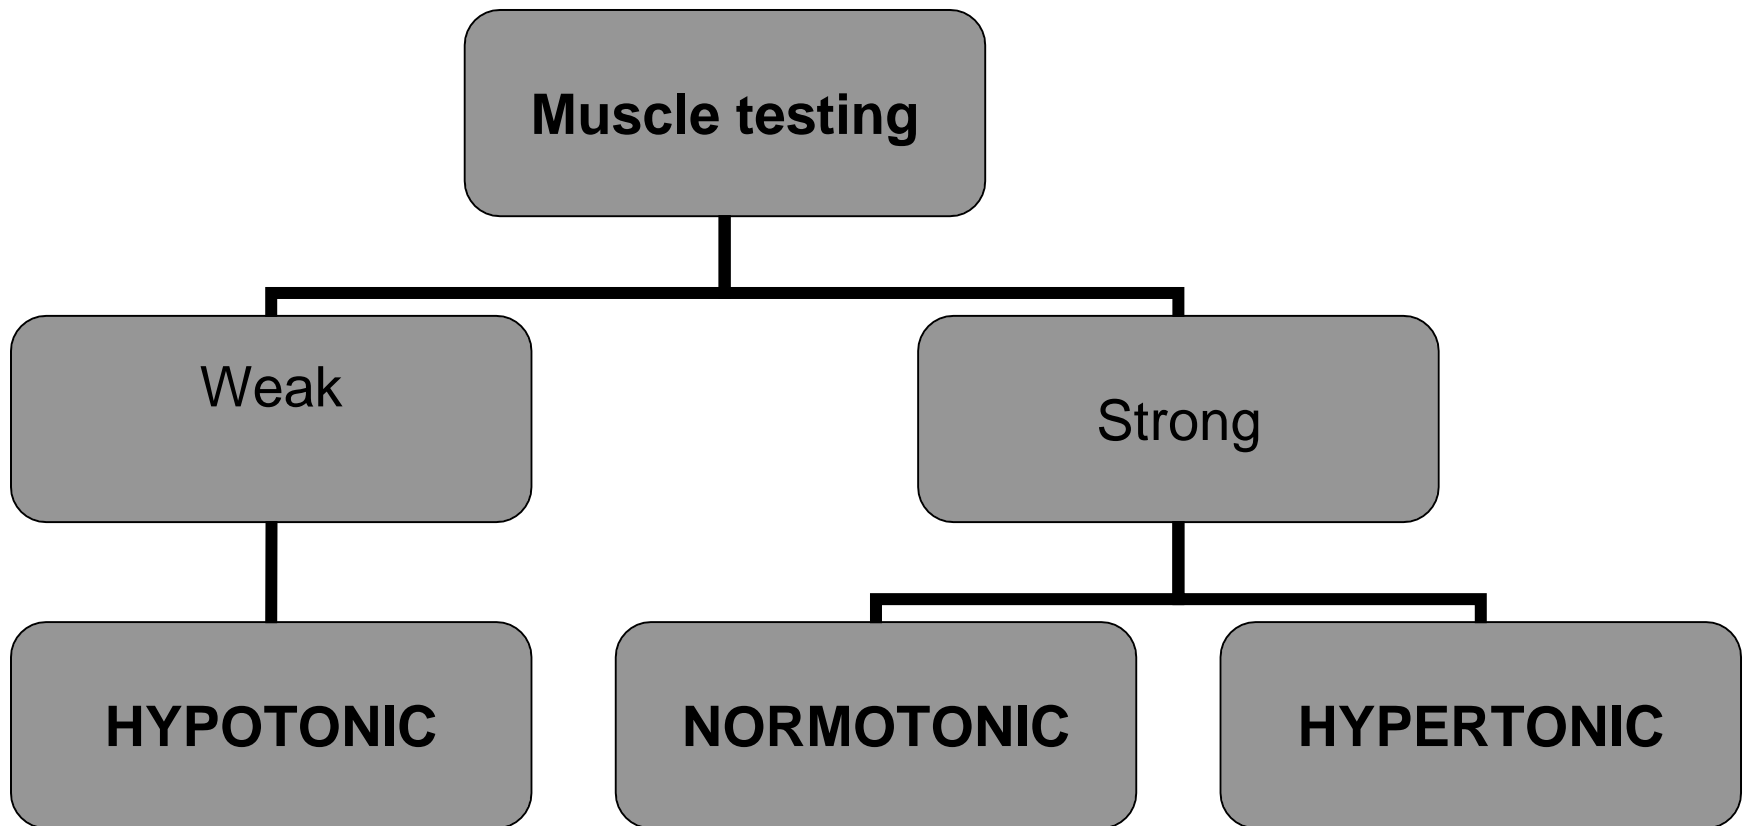 Muscle testing
Weak
Strong
HYPOTONIC
NORMOTONIC
HYPERTONIC